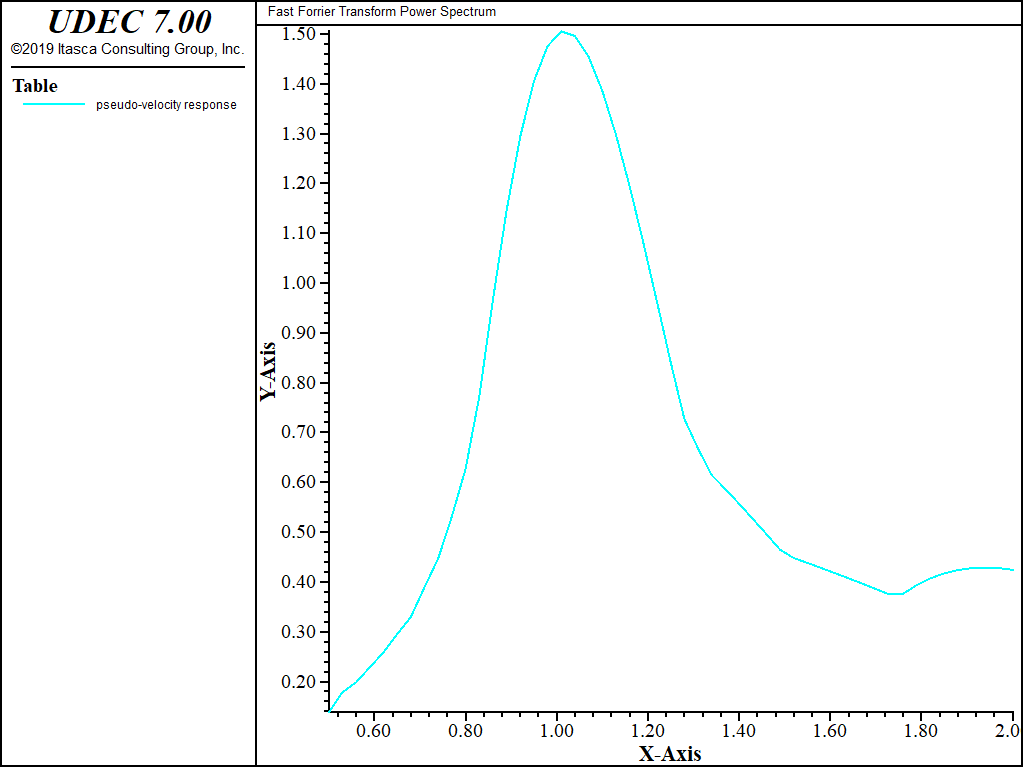 UDEC 7.00
©2019 Itasca Consulting Group, Inc.
Table
pseudo-velocity response
Fast Forrier Transform Power Spectrum
1.50
1.40
1.30
1.20
1.10
1.00
0.90
0.80
0.70
0.60
0.50
0.40
0.30
0.20
Y-Axis
0.60 0.80 1.00 1.20 1.40 1.60 1.80 2.0
X-Axis